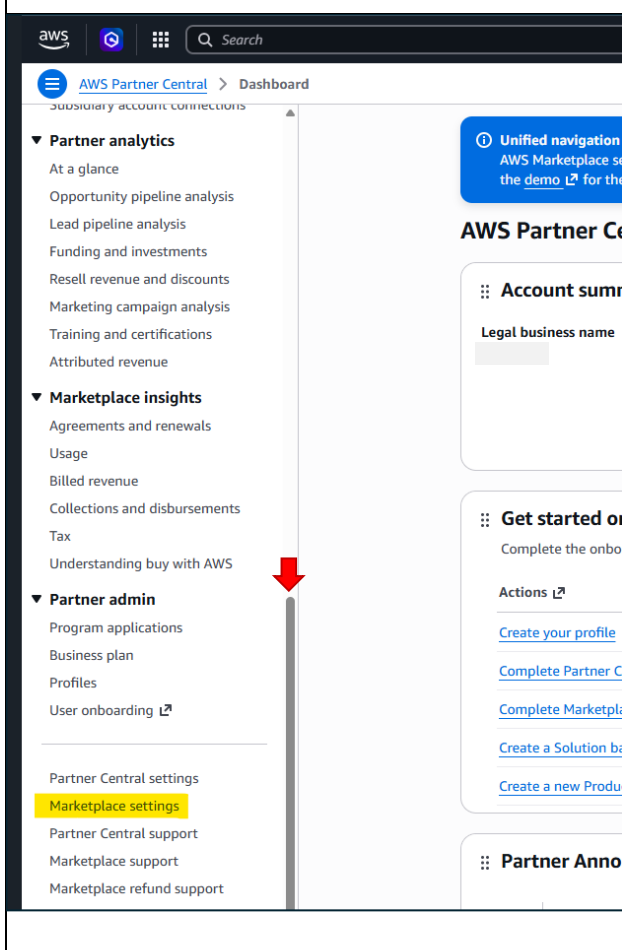 aws
Search
AWS Partner Central > Dashboard
Subsidiary account connections
Partner analytics
At a glance
Opportunity pipeline analysis
Lead pipeline analysis
Funding and investments
Resell revenue and discounts
Marketing campaign analysis
Training and certifications
Attributed revenue
Marketplace insights
Agreements and renewals
Usage
Billed revenue
Collections and disbursements
Tax
Understanding buy with AWS
Partner admin
Program applications
Business plan
Profiles
User onboarding
Partner Central settings
Marketplace settings
Partner Central support
Marketplace support
Marketplace refund support
Unified navigation
AWS Marketplace se
the demo for the
AWS Partner Ce
Account summ
Legal business name
Get started o
Complete the onbo
Actions
Create your profile
Complete Partner C
Complete Marketpla
Create a Solution ba
Create a new Produ
Partner Anno